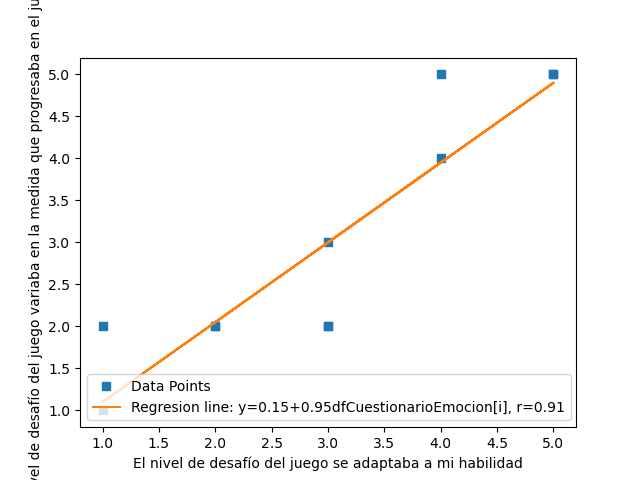 vel de desafío del juego variaba en la medida que progresaba en el ju
5.0
4.5
4.0
3.5
3.0
2.5
2.0
1.5
1.0
Data Points
Regresion line: y=0.15+0.95dfCuestionarioEmocion[i], r=0.91
1.0 1.5 2.0 2.5 3.0 3.5 4.0 4.5 5.0
El nivel de desafío del juego se adaptaba a mi habilidad